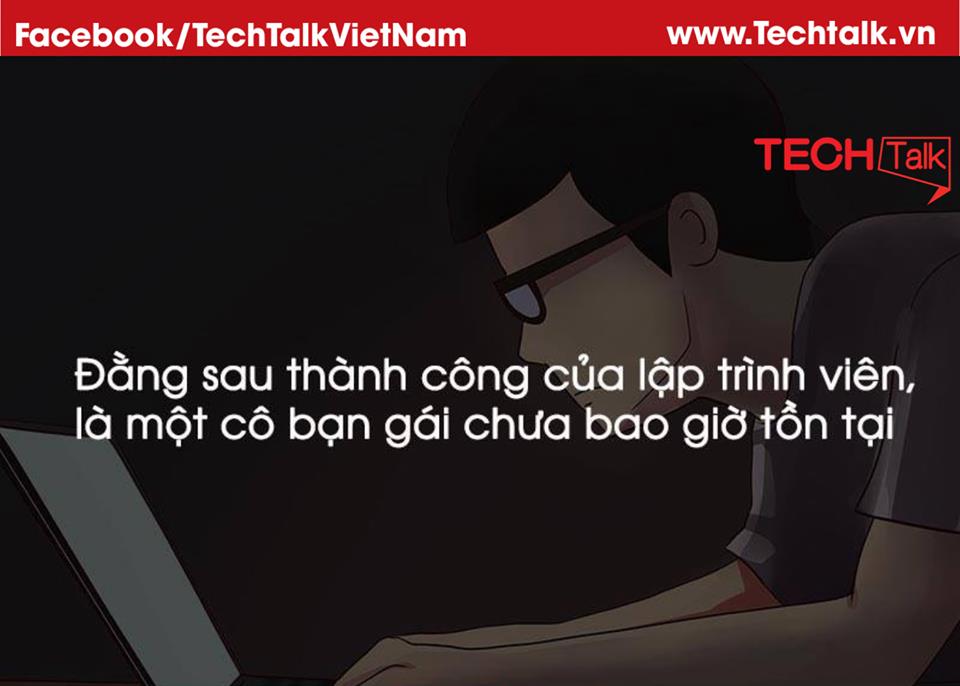 Facebook/TechTalkVietNam
www.Techtalk.vn
TECH Talk
Đằng sau thành công của lập trình viên,
là một cô bạn gái chưa bao giờ tồn tại